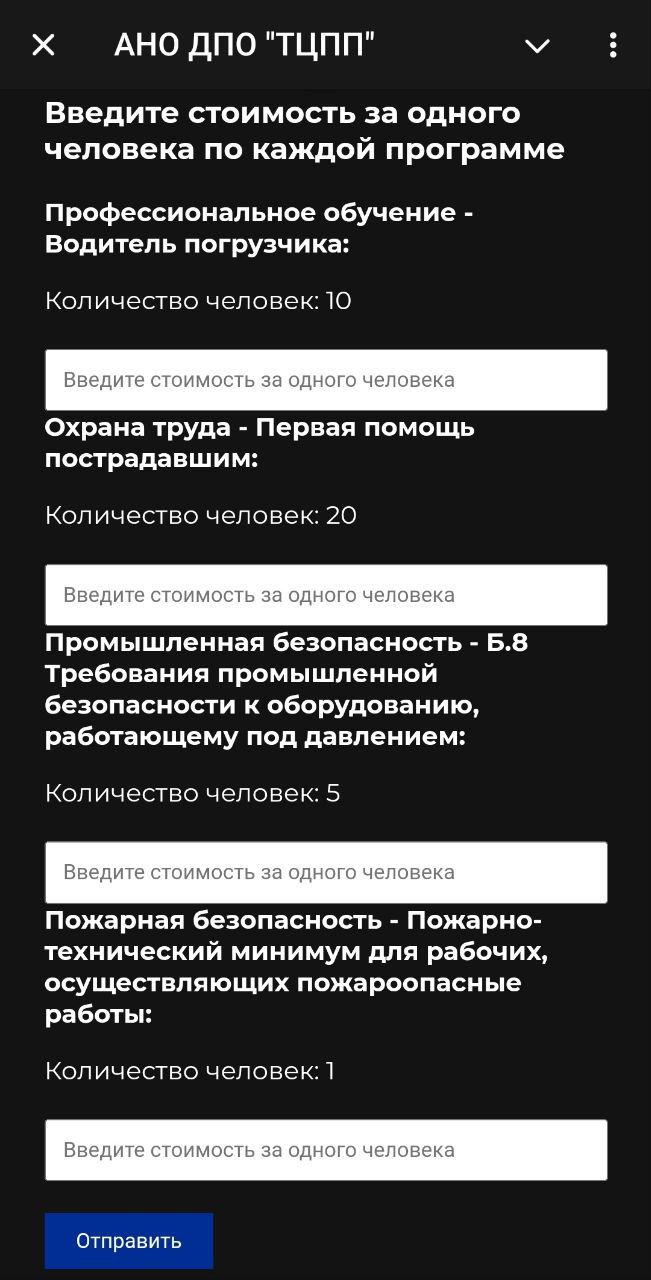 АНО ДПО "ТЦПП"
Введите стоимость за одного
человека по каждой программе
Профессиональное обучение -
Водитель погрузчика:
Количество человек: 10
Введите стоимость за одного человека
Охрана труда - Первая помощь
пострадавшим:
Количество человек: 20
Введите стоимость за одного человека
Промышленная безопасность - Б.8
Требования промышленной
безопасности к оборудованию,
работающему под давлением:
Количество человек: 5
Введите стоимость за одного человека
Пожарная безопасность - Пожарно-
технический минимум для рабочих,
осуществляющих пожароопасные
работы:
Количество человек: 1
Введите стоимость за одного человека
Отправить